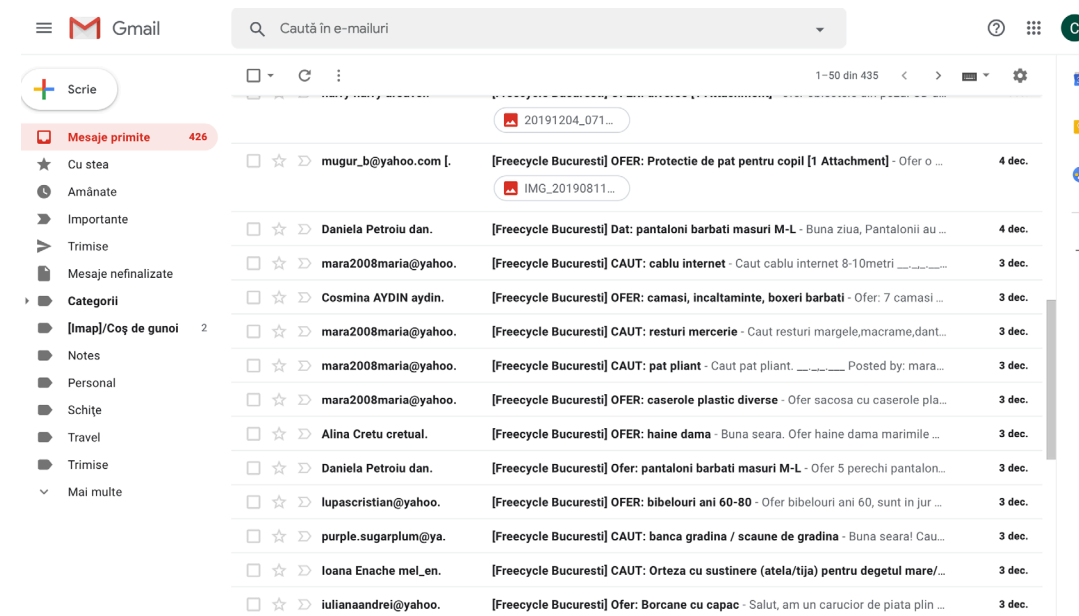 Gmail
Caută în e-mailuri
C
Scrie
1–50 din 435
Mesaje primite 426
Cu stea
Amânate
Importante
Trimise
Mesaje nefinalizate
Categorii
[Imap]/Coş de gunoi 2
Notes
Personal
Schiţe
Travel
Trimise
Mai multe
20191204_071...
mugur_b@yahoo.com [. [Freecycle Bucuresti] OFER: Protectie de pat pentru copil [1 Attachment] - Ofer o ... 4 dec.
IMG_20190811...
Daniela Petroiu dan. [Freecycle Bucuresti] Dat: pantaloni barbati masuri M-L - Buna ziua, Pantalonii au ... 4 dec.
mara2008maria@yahoo. [Freecycle Bucuresti] CAUT: cablu internet - Caut cablu internet 8-10metri __._,_.__... 3 dec.
Cosmina AYDIN aydin. [Freecycle Bucuresti] OFER: camasi, incaltaminte, boxeri barbati - Ofer: 7 camasi ... 3 dec.
mara2008maria@yahoo. [Freecycle Bucuresti] CAUT: resturi mercerie - Caut resturi margele,macrame,dant... 3 dec.
mara2008maria@yahoo. [Freecycle Bucuresti] CAUT: pat pliant - Caut pat pliant. __._,_.___ Posted by: mara... 3 dec.
mara2008maria@yahoo. [Freecycle Bucuresti] OFER: caserole plastic diverse - Ofer sacosa cu caserole pla... 3 dec.
Alina Cretu cretual. [Freecycle Bucuresti] OFER: haine dama - Buna seara. Ofer haine dama marimile ... 3 dec.
Daniela Petroiu dan. [Freecycle Bucuresti] Ofer: pantaloni barbati masuri M-L - Ofer 5 perechi pantalon... 3 dec.
lupascristian@yahoo. [Freecycle Bucuresti] OFER: bibelouri ani 60-80 - Ofer bibelouri ani 60, sunt in jur ... 3 dec.
purple.sugarplum@ya. [Freecycle Bucuresti] CAUT: banca gradina / scaune de gradina - Buna seara! Cau... 3 dec.
Ioana Enache mel_en. [Freecycle Bucuresti] CAUT: Orteza cu sustinere (atela/tija) pentru degetul mare/... 3 dec.
iulianaandrei@yahoo. [Freecycle Bucuresti] Ofer: Borcane cu capac - Salut, am un carucior de piata plin ... 3 dec.